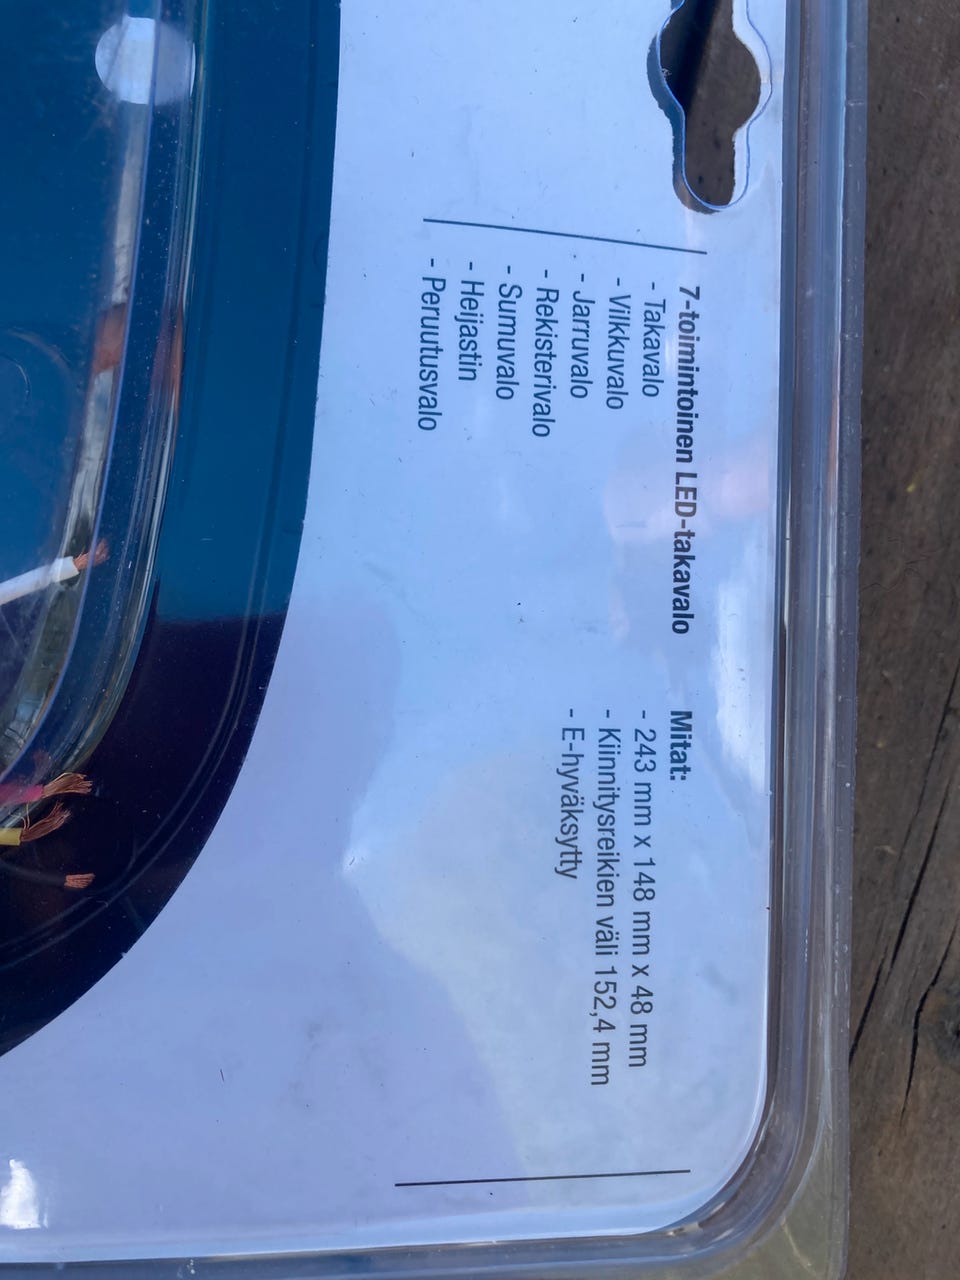 7-toimintoinen LED-takavalo
- Takavalo
- Vilkkuvalo
- Jarruvalo
- Rekisterivalo
- Sumuvalo
- Heijastin
- Peruutusvalo
Mitat:
- 243 mm x 148 mm x 48 mm
- Kiinnitysreikien väli 152,4 mm
- E-hyväksytty